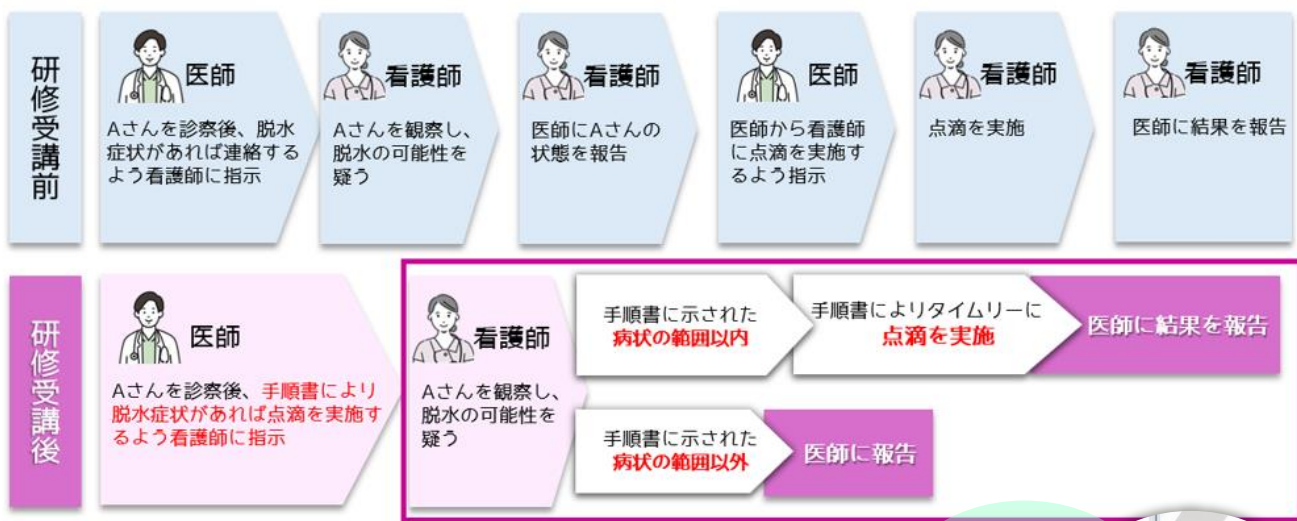 研修受講前
医師
Aさんを診察後、脱水
症状があれば連絡する
よう看護師に指示
看護師
Aさんを観察し、
脱水の可能性を
疑う
看護師
医師にAさんの
状態を報告
医師
医師から看護師
に点滴を実施す
るよう指示
看護師
点滴を実施
看護師
医師に結果を報告
研修受講後
医師
Aさんを診察後、手順書により
脱水症状があれば点滴を実施す
るよう看護師に指示
看護師
Aさんを観察し、
脱水の可能性を
疑う
手順書に示された
病状の範囲以内
手順書によりタイムリーに
点滴を実施
医師に結果を報告
手順書に示された
病状の範囲以外
医師に報告